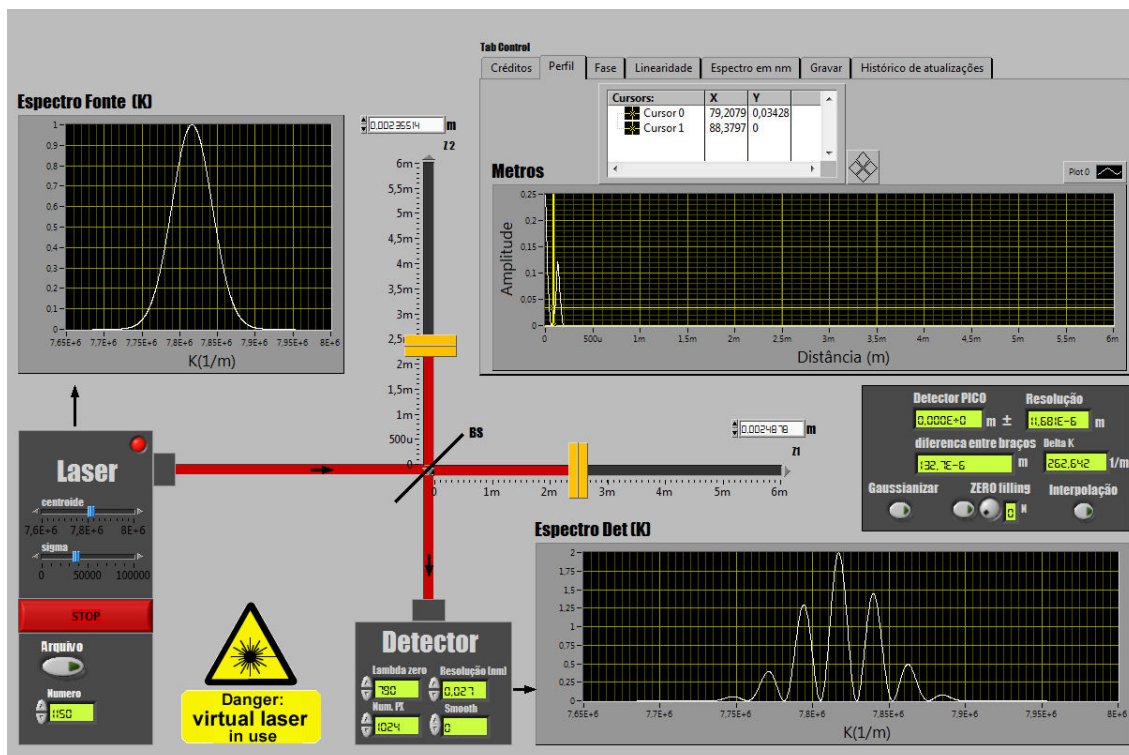 Tab Control
Créditos Perfil Fase Linearidade Espectro em nm Gravar Histórico de atualizações
Cursors: X Y
Cursor 0 79,2079 0,03428
Cursor 1 88,3797 0
Metros
Plot 0
Amplitude
0,25
0,2
0,15
0,1
0,05
0
0 500u 1m 1,5m 2m 2,5m 3m 3,5m 4m 4,5m 5m 5,5m 6m
Distância (m)
Espectro Fonte (K)
1
0,9
0,8
0,7
0,6
0,5
0,4
0,3
0,2
0,1
0
7,65E+6 7,7E+6 7,75E+6 7,8E+6 7,85E+6 7,9E+6 7,95E+6 8E+6
K(1/m)
0,00235514 m
Z2
6m
5,5m
5m
4,5m
4m
3,5m
3m
2,5m
2m
1,5m
1m
500u
0
BS
0,0024878 m
Z1
0 1m 2m 3m 4m 5m 6m
Detector PICO Resolução
0,000E+0 m ± 11,681E-6 m
diferenca entre braços Delta K
132,7E-6 m 262,642 1/m
Gaussianizar ZERO filling Interpolação
0 N
Laser
centroide
7,6E+6 7,8E+6 8E+6
sigma
0 50000 100000
STOP
Arquivo
Numero
1150
Danger:
virtual laser
in use
Detector
Lambda zero Resolução (nm)
790 0,027
Num. PX Smooth
1024 0
Espectro Det (K)
2
1,75
1,5
1,25
1
0,75
0,5
0,25
0
7,65E+6 7,7E+6 7,75E+6 7,8E+6 7,85E+6 7,9E+6 7,95E+6 8E+6
K(1/m)